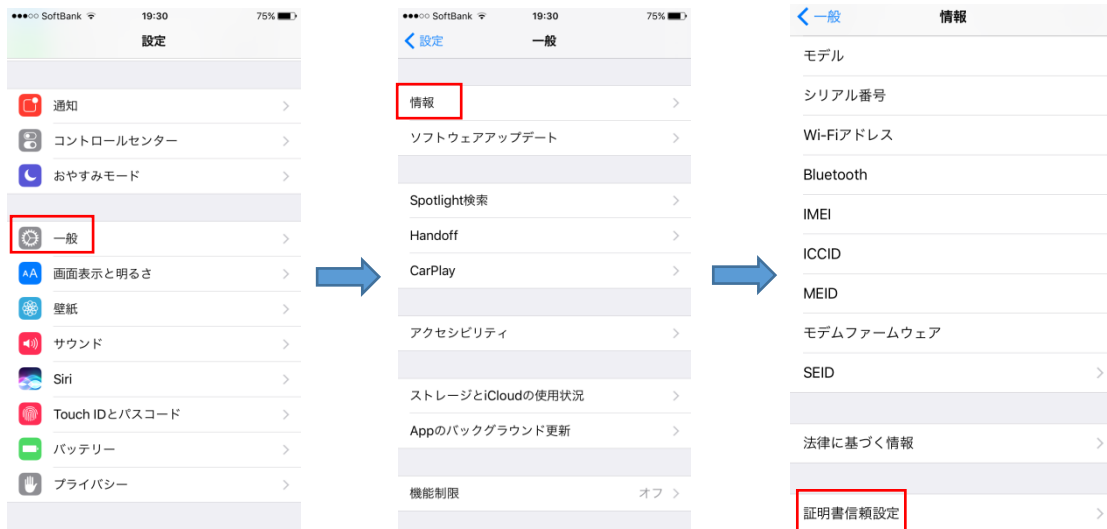 SoftBank 19:30 75%
設定
通知
コントロールセンター
おやすみモード
一般
AA 画面表示と明るさ
壁紙
サウンド
Siri
Touch IDとパスコード
バッテリー
プライバシー
SoftBank 19:30 75%
設定 一般
情報
ソフトウェアアップデート
Spotlight検索
Handoff
CarPlay
アクセシビリティ
ストレージとiCloudの使用状況
Appのバックグラウンド更新
機能制限 オフ
一般 情報
モデル
シリアル番号
Wi-Fiアドレス
Bluetooth
IMEI
ICCID
MEID
モデムファームウェア
SEID
法律に基づく情報
証明書信頼設定